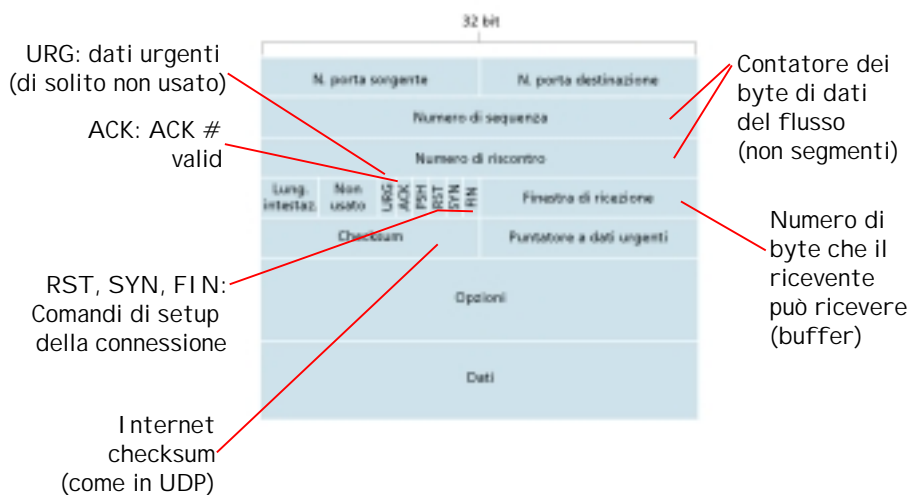 32 bit
URG: dati urgenti
(di solito non usato)
ACK: ACK #
valid
N. porta sorgente
N. porta destinazione
Numero di sequenza
Numero di riscontro
Lung.
intestaz.
Non
usato
URG
ACK
PSH
RST
SYN
FIN
Finestra di ricezione
Checksum
Puntatore a dati urgenti
Opzioni
Dati
Contatore dei
byte di dati
del flusso
(non segmenti)
Numero di
byte che il
ricevente
può ricevere
(buffer)
RST, SYN, FIN:
Comandi di setup
della connessione
Internet
checksum
(come in UDP)